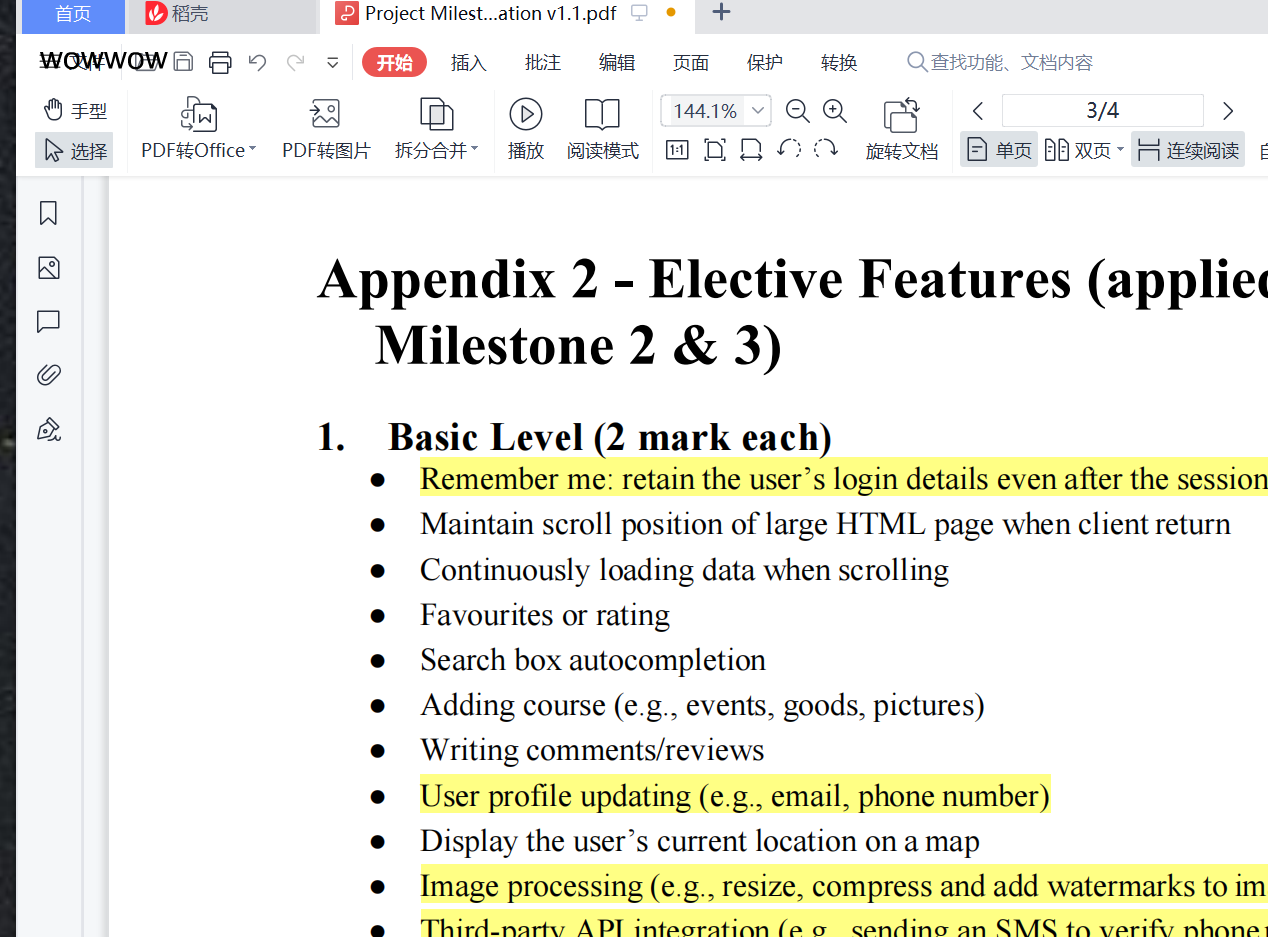 首页
稻壳
Project Milest...ation v1.1.pdf
WOWWOW
开始
插入
批注
编辑
页面
保护
转换
查找功能、文档内容
手型
选择
PDF转Office
PDF转图片
拆分合并
播放
阅读模式
144.1%
1:1
旋转文档
3/4
单页
双页
连续阅读
Appendix 2 - Elective Features (applied
Milestone 2 & 3)
1. Basic Level (2 mark each)
● Remember me: retain the user’s login details even after the session
● Maintain scroll position of large HTML page when client return
● Continuously loading data when scrolling
● Favourites or rating
● Search box autocompletion
● Adding course (e.g., events, goods, pictures)
● Writing comments/reviews
● User profile updating (e.g., email, phone number)
● Display the user’s current location on a map
● Image processing (e.g., resize, compress and add watermarks to im
● Third-party API integration (e.g., sending an SMS to verify phone